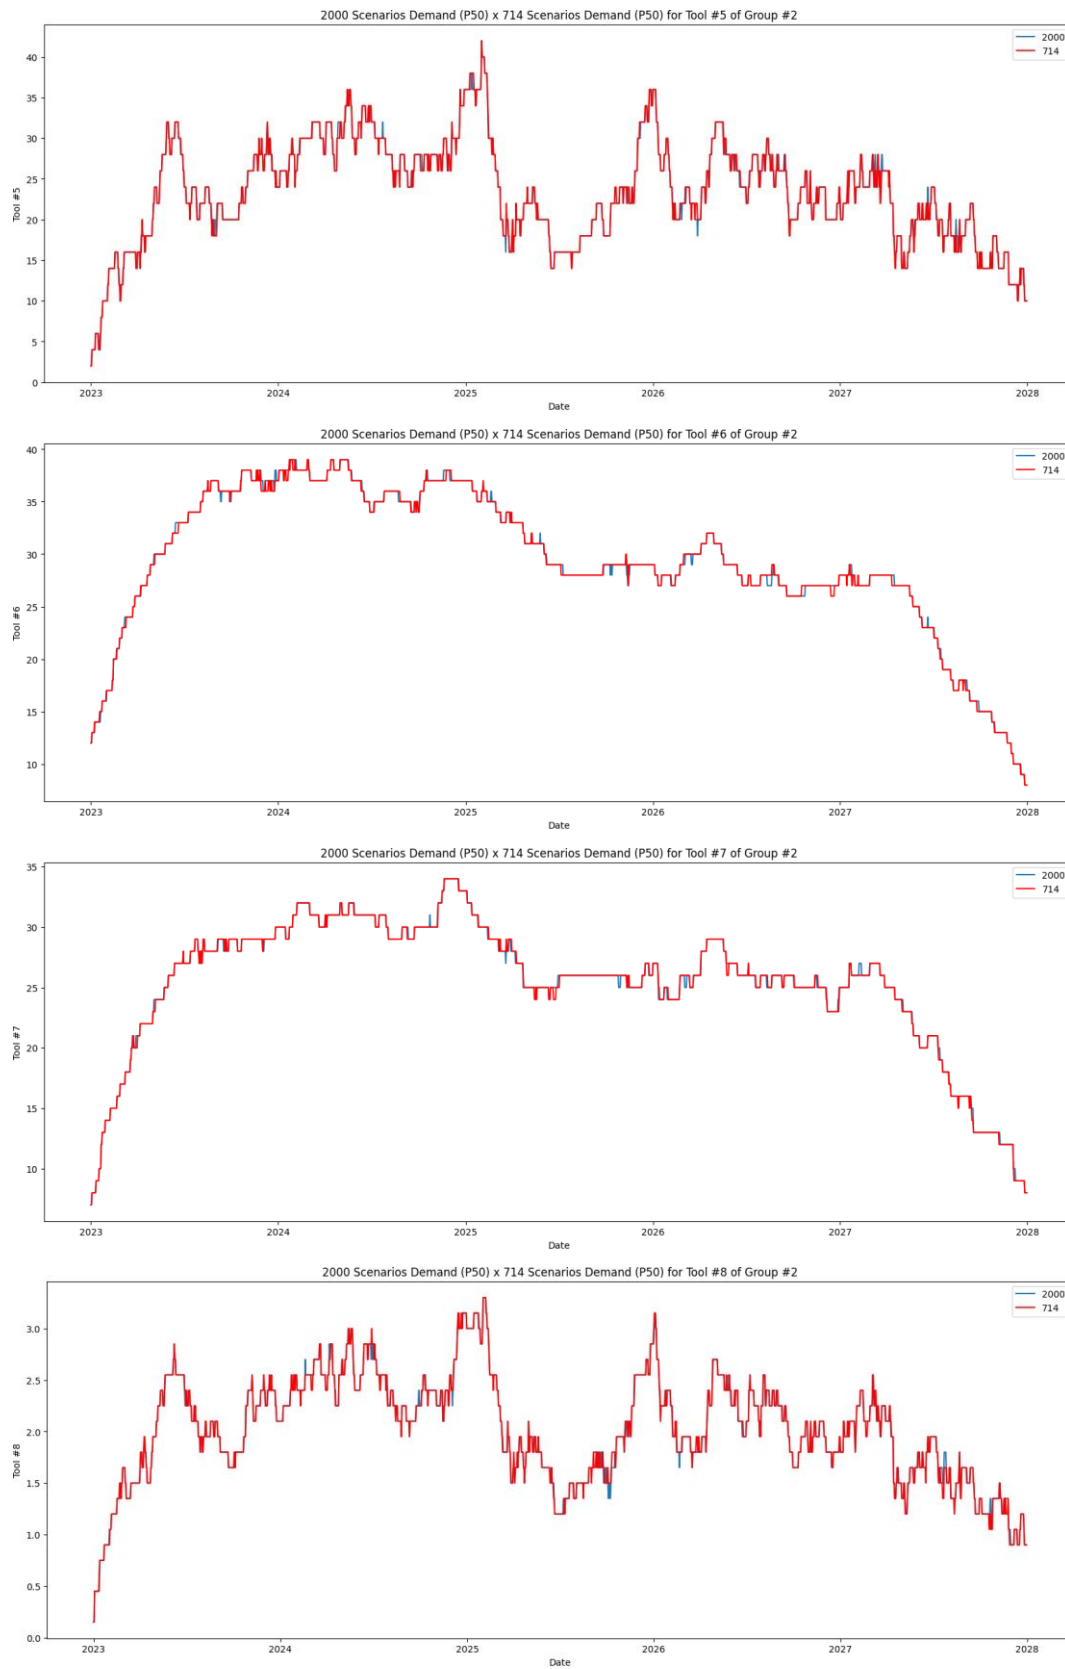 2000 Scenarios Demand (P50) x 714 Scenarios Demand (P50) for Tool #5 of Group #2
2000
714
40
35
30
25
20
15
10
5
0
Tool #5
2023 2024 2025 2026 2027 2028
Date
2000 Scenarios Demand (P50) x 714 Scenarios Demand (P50) for Tool #6 of Group #2
2000
714
40
35
30
25
20
15
10
Tool #6
2023 2024 2025 2026 2027 2028
Date
2000 Scenarios Demand (P50) x 714 Scenarios Demand (P50) for Tool #7 of Group #2
2000
714
35
30
25
20
15
10
Tool #7
2023 2024 2025 2026 2027 2028
Date
2000 Scenarios Demand (P50) x 714 Scenarios Demand (P50) for Tool #8 of Group #2
2000
714
3.0
2.5
2.0
1.5
1.0
0.5
0.0
Tool #8
2023 2024 2025 2026 2027 2028
Date